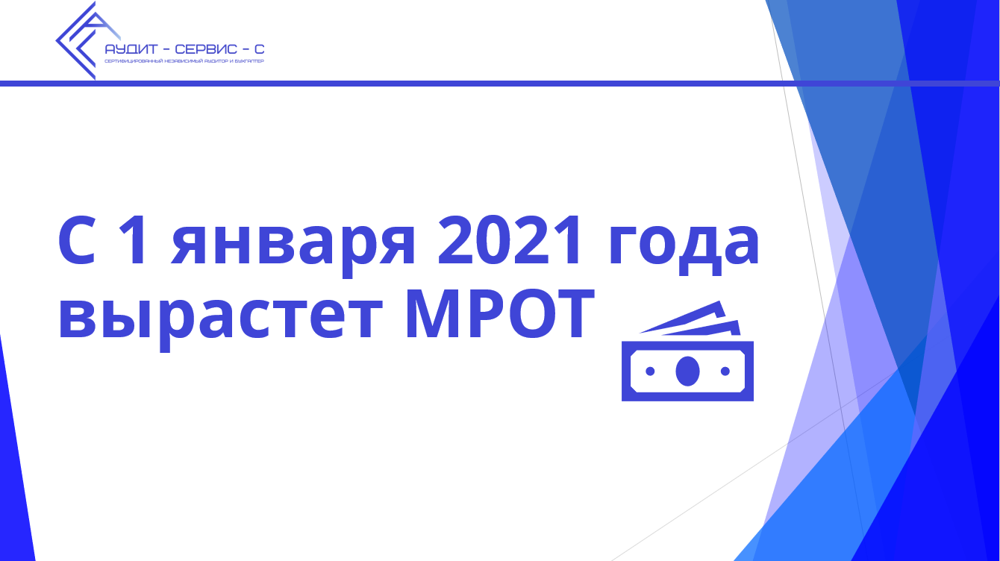 АУДИТ - СЕРВИС - С
СЕРТИФИЦИРОВАННЫЙ НЕЗАВИСИМЫЙ АУДИТОР И БУХГАЛТЕР
С 1 января 2021 года
вырастет МРОТ